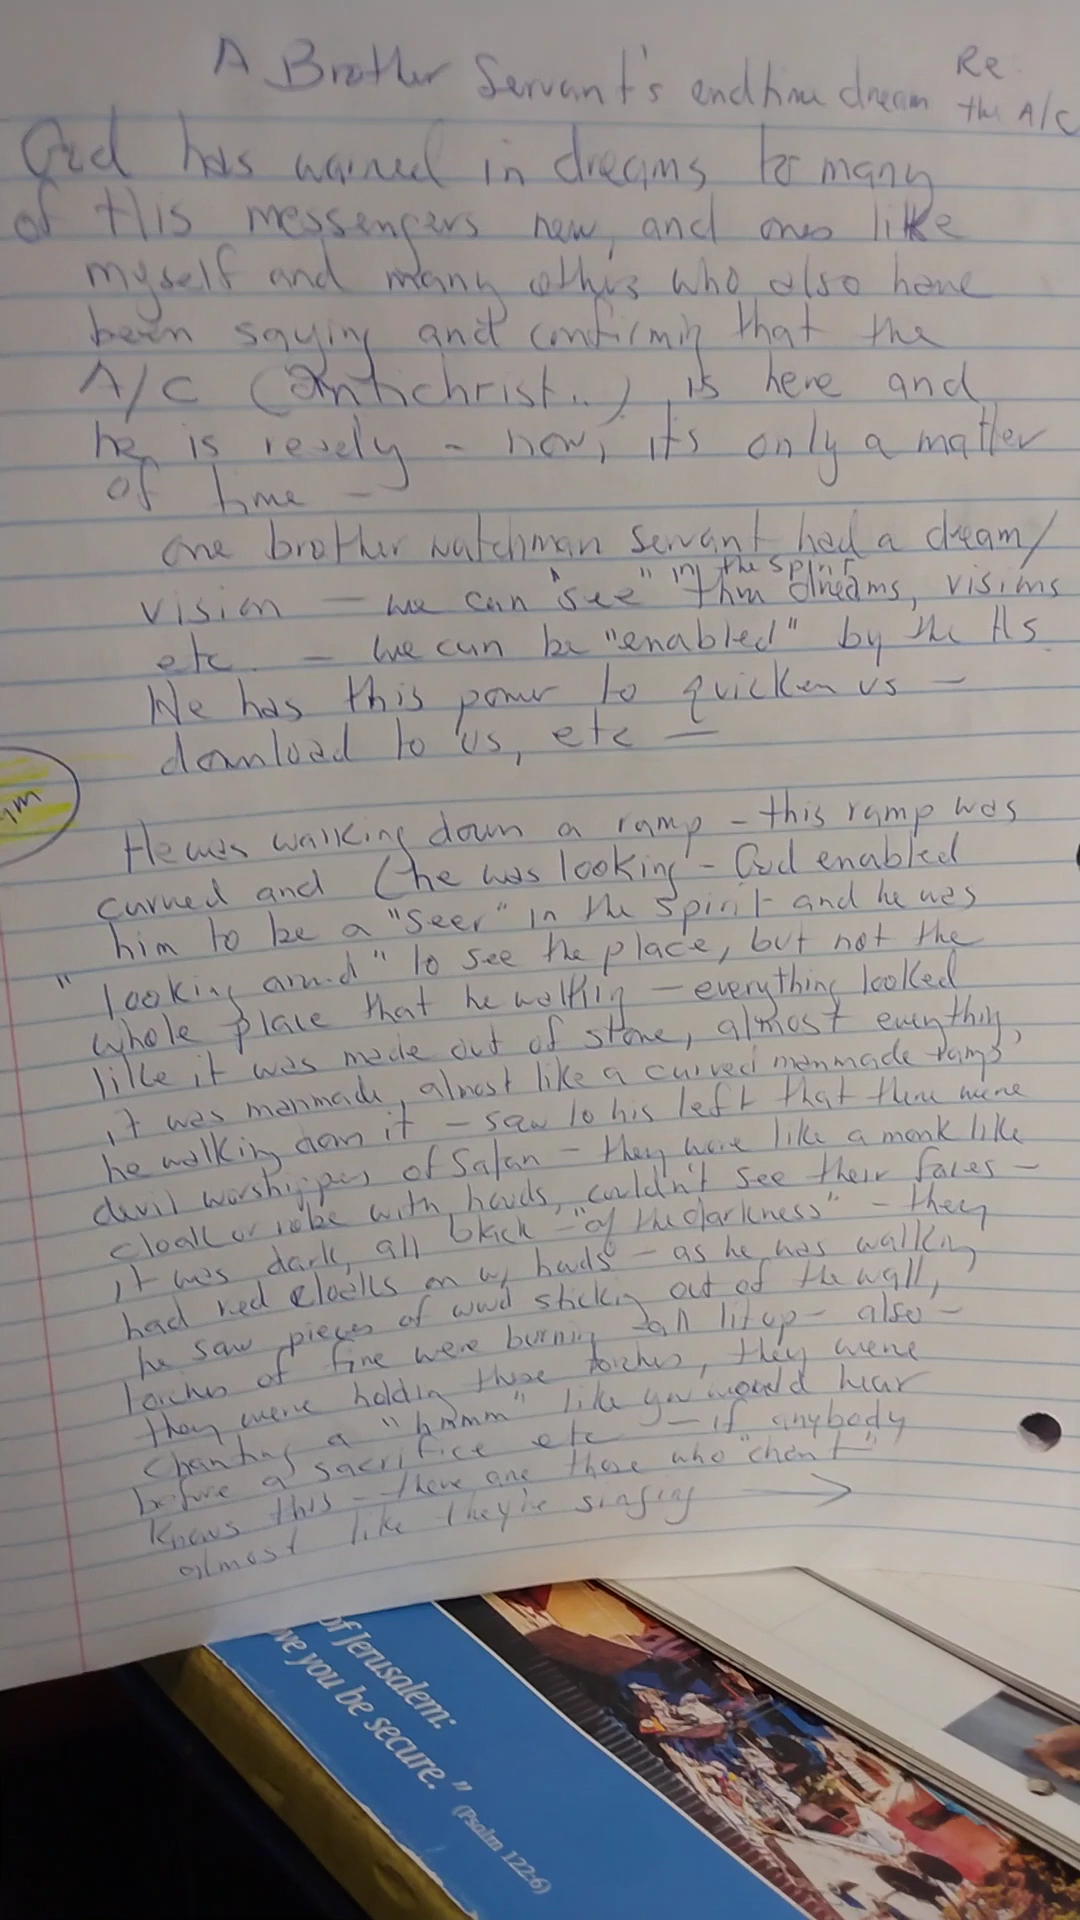 A Brother Servant's endtime dream Re the A/C
God has warned in dreams to many
of His messengers now, and ones like
myself and many others who also have
been saying and confirmig that the
A/C (Antichrist..) is here and
he is ready - now, it's only a matter
of time -
one brother watchman servant had a dream/
vision - we can "see" "in the spirit" thru dreams, visions
etc. - we can be "enabled" by the HS.
He has this power to quicken us -
download to us, etc -
He was walking down a ramp - this ramp was
curved and (he was looking - God enabled
him to be a "seer" in the spirit and he was
"looking around" to see the place, but not the
whole place that he walkig - everything looked
like it was made out of stone, almost everything,
it was manmade, almost like a curved manmade ramp
he walking down it - saw to his left that there were
devil worshippers of Satan - they were like a monk like
cloak or robe with hoods, couldn't see their faces -
it was dark, all black - "of the darkness" - they
had red cloaks on w/ hoods - as he was walking,
he saw pieces of wood stickig out of the wall,
torches of fire were burnig all lit up - also -
they were holdig these torches, they were
chanting a "hmmm" like you would hear
before a sacrifice etc - if anybody
knows this - there are those who "chant"
almost like they're singing →
of Jerusalem:
ve you be secure."
(Psalm 122:6)